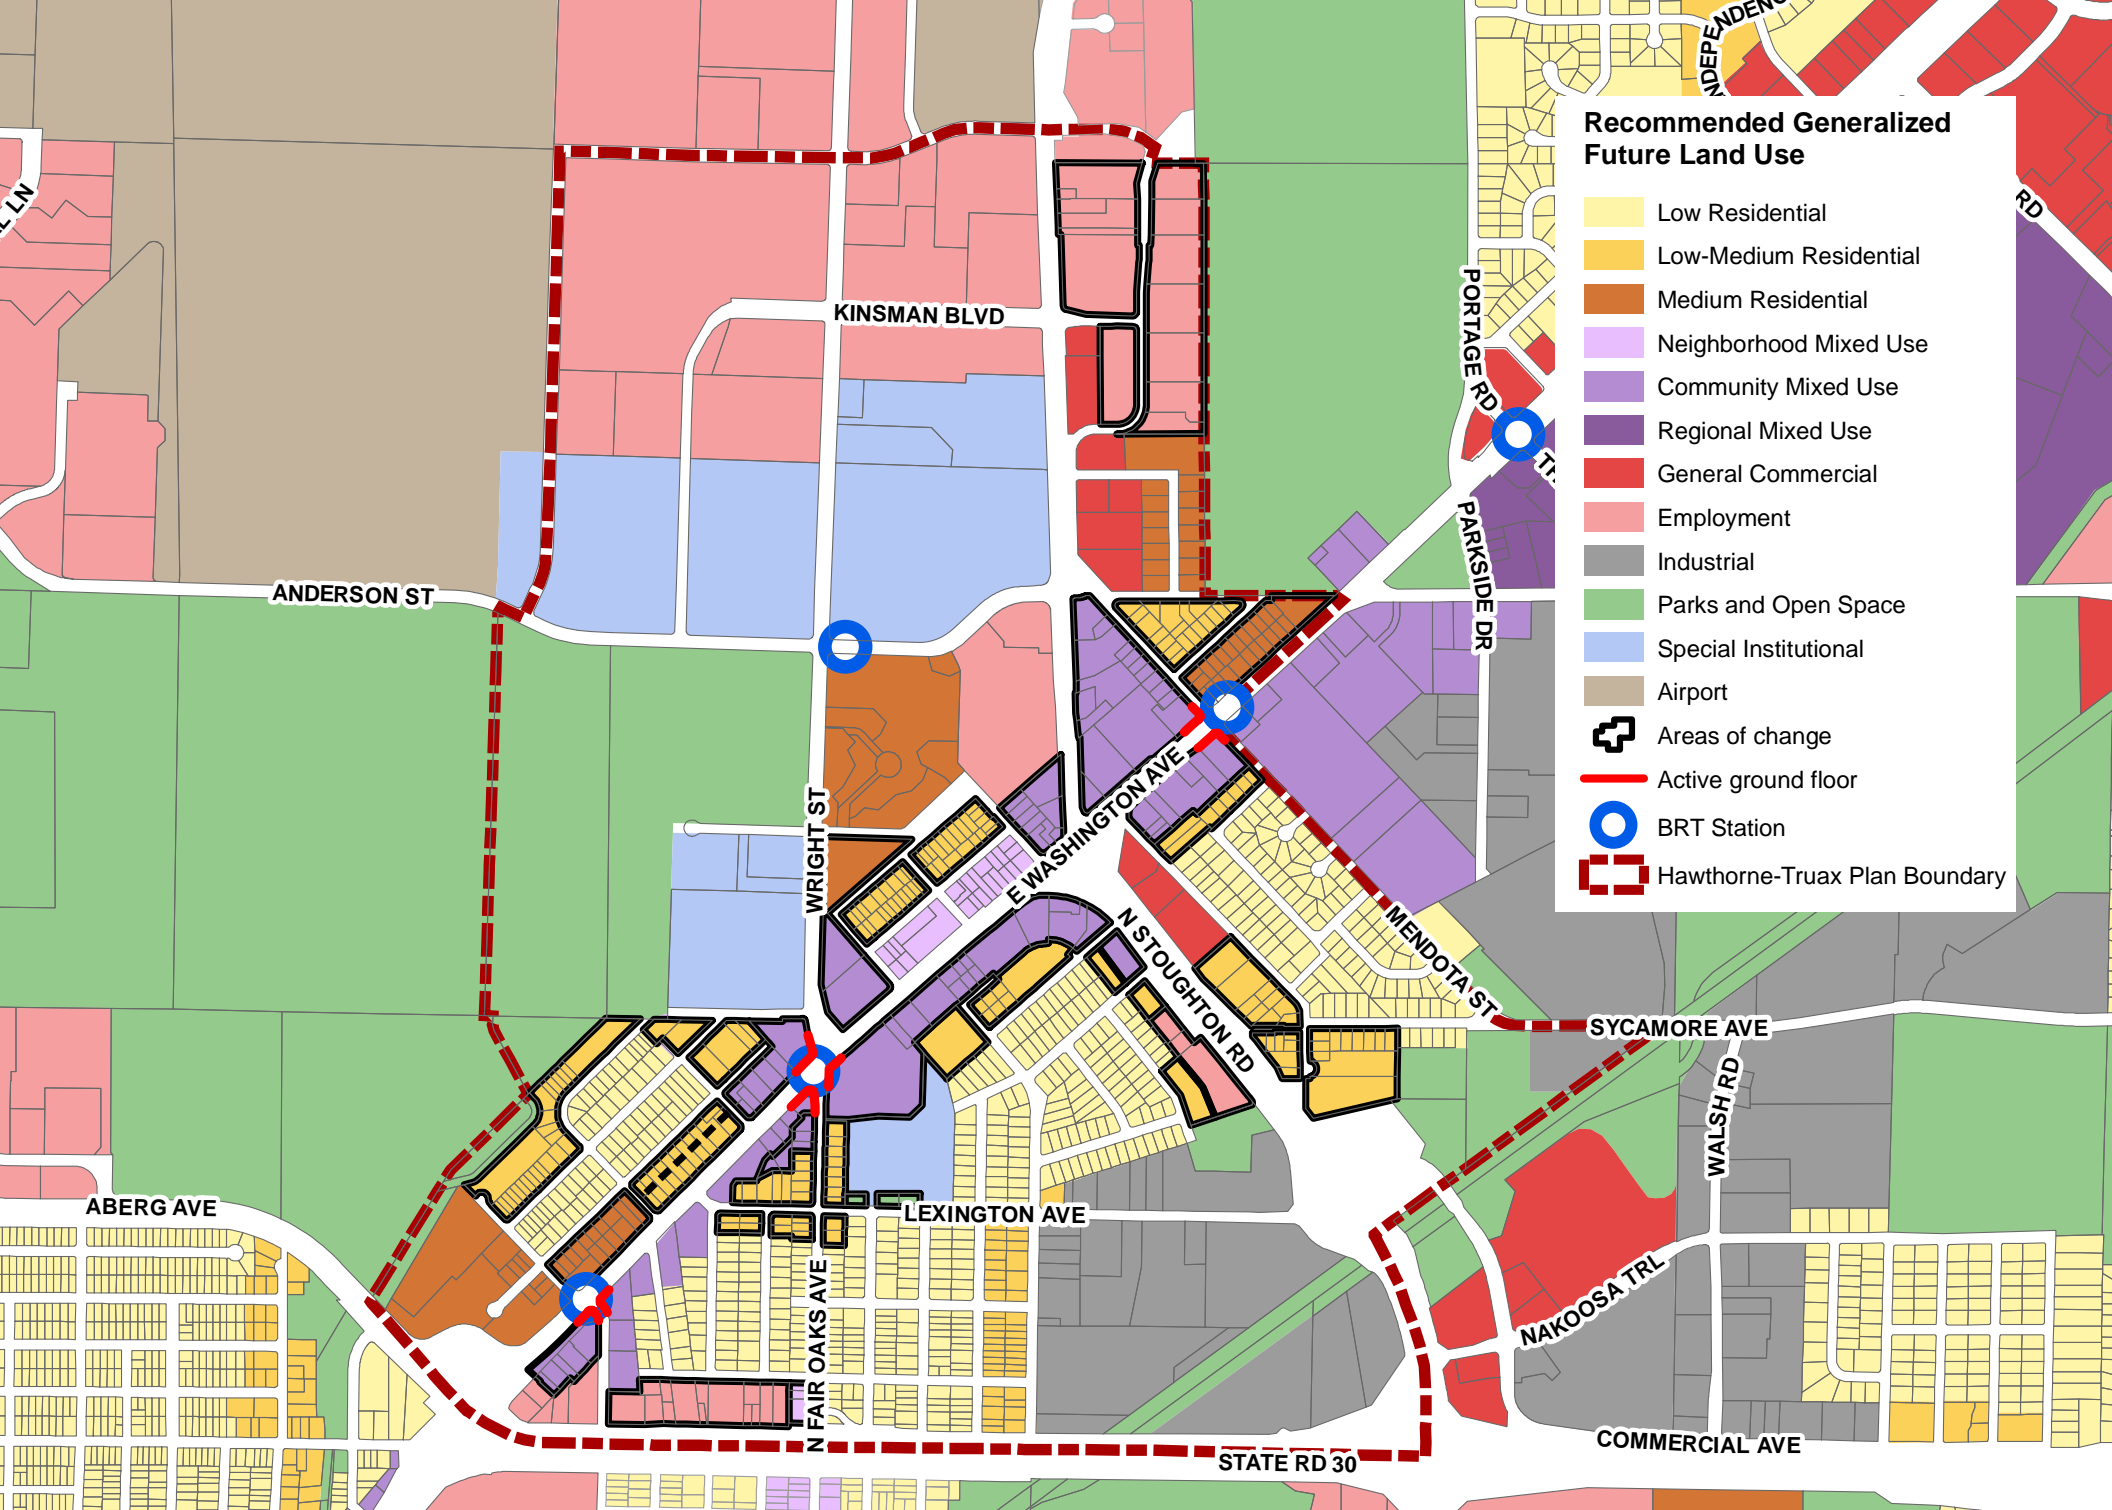 INDEPENDENC
L LN
RD
Recommended Generalized
Future Land Use
Low Residential
Low-Medium Residential
Medium Residential
Neighborhood Mixed Use
Community Mixed Use
Regional Mixed Use
General Commercial
Employment
Industrial
Parks and Open Space
Special Institutional
Airport
Areas of change
Active ground floor
BRT Station
Hawthorne-Truax Plan Boundary
KINSMAN BLVD
PORTAGE RD
PARKSIDE DR
ANDERSON ST
WRIGHT ST
E WASHINGTON AVE
N STOUGHTON RD
MENDOTA ST
SYCAMORE AVE
WALSH RD
ABERG AVE
LEXINGTON AVE
N FAIR OAKS AVE
NAKOOSA TRL
COMMERCIAL AVE
STATE RD 30